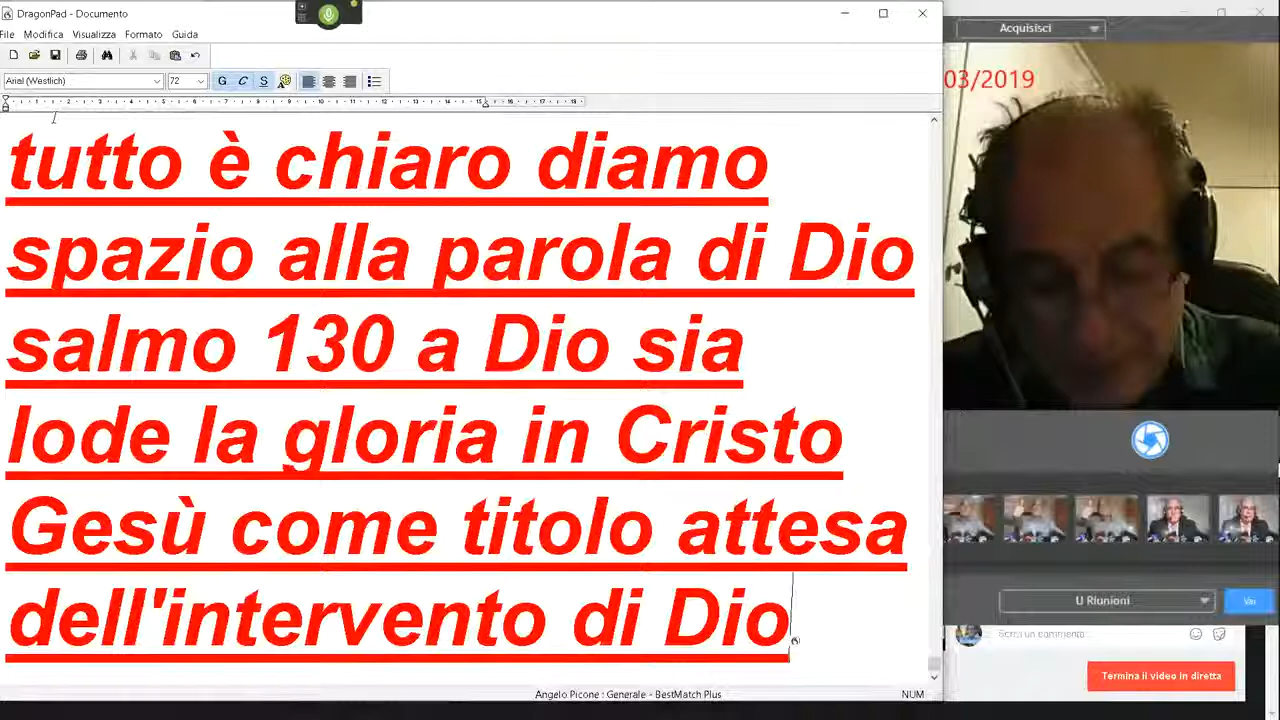 DragonPad - Documento
File Modifica Visualizza Formato Guida
Arial (Westlich) 72 G C S
tutto è chiaro diamo
spazio alla parola di Dio
salmo 130 a Dio sia
lode la gloria in Cristo
Gesù come titolo attesa
dell'intervento di Dio
Angelo Picone : Generale - BestMatch Plus
NUM
Acquisisci
03/2019
U Riunioni
Vai
Scrivi un commento...
Termina il video in diretta